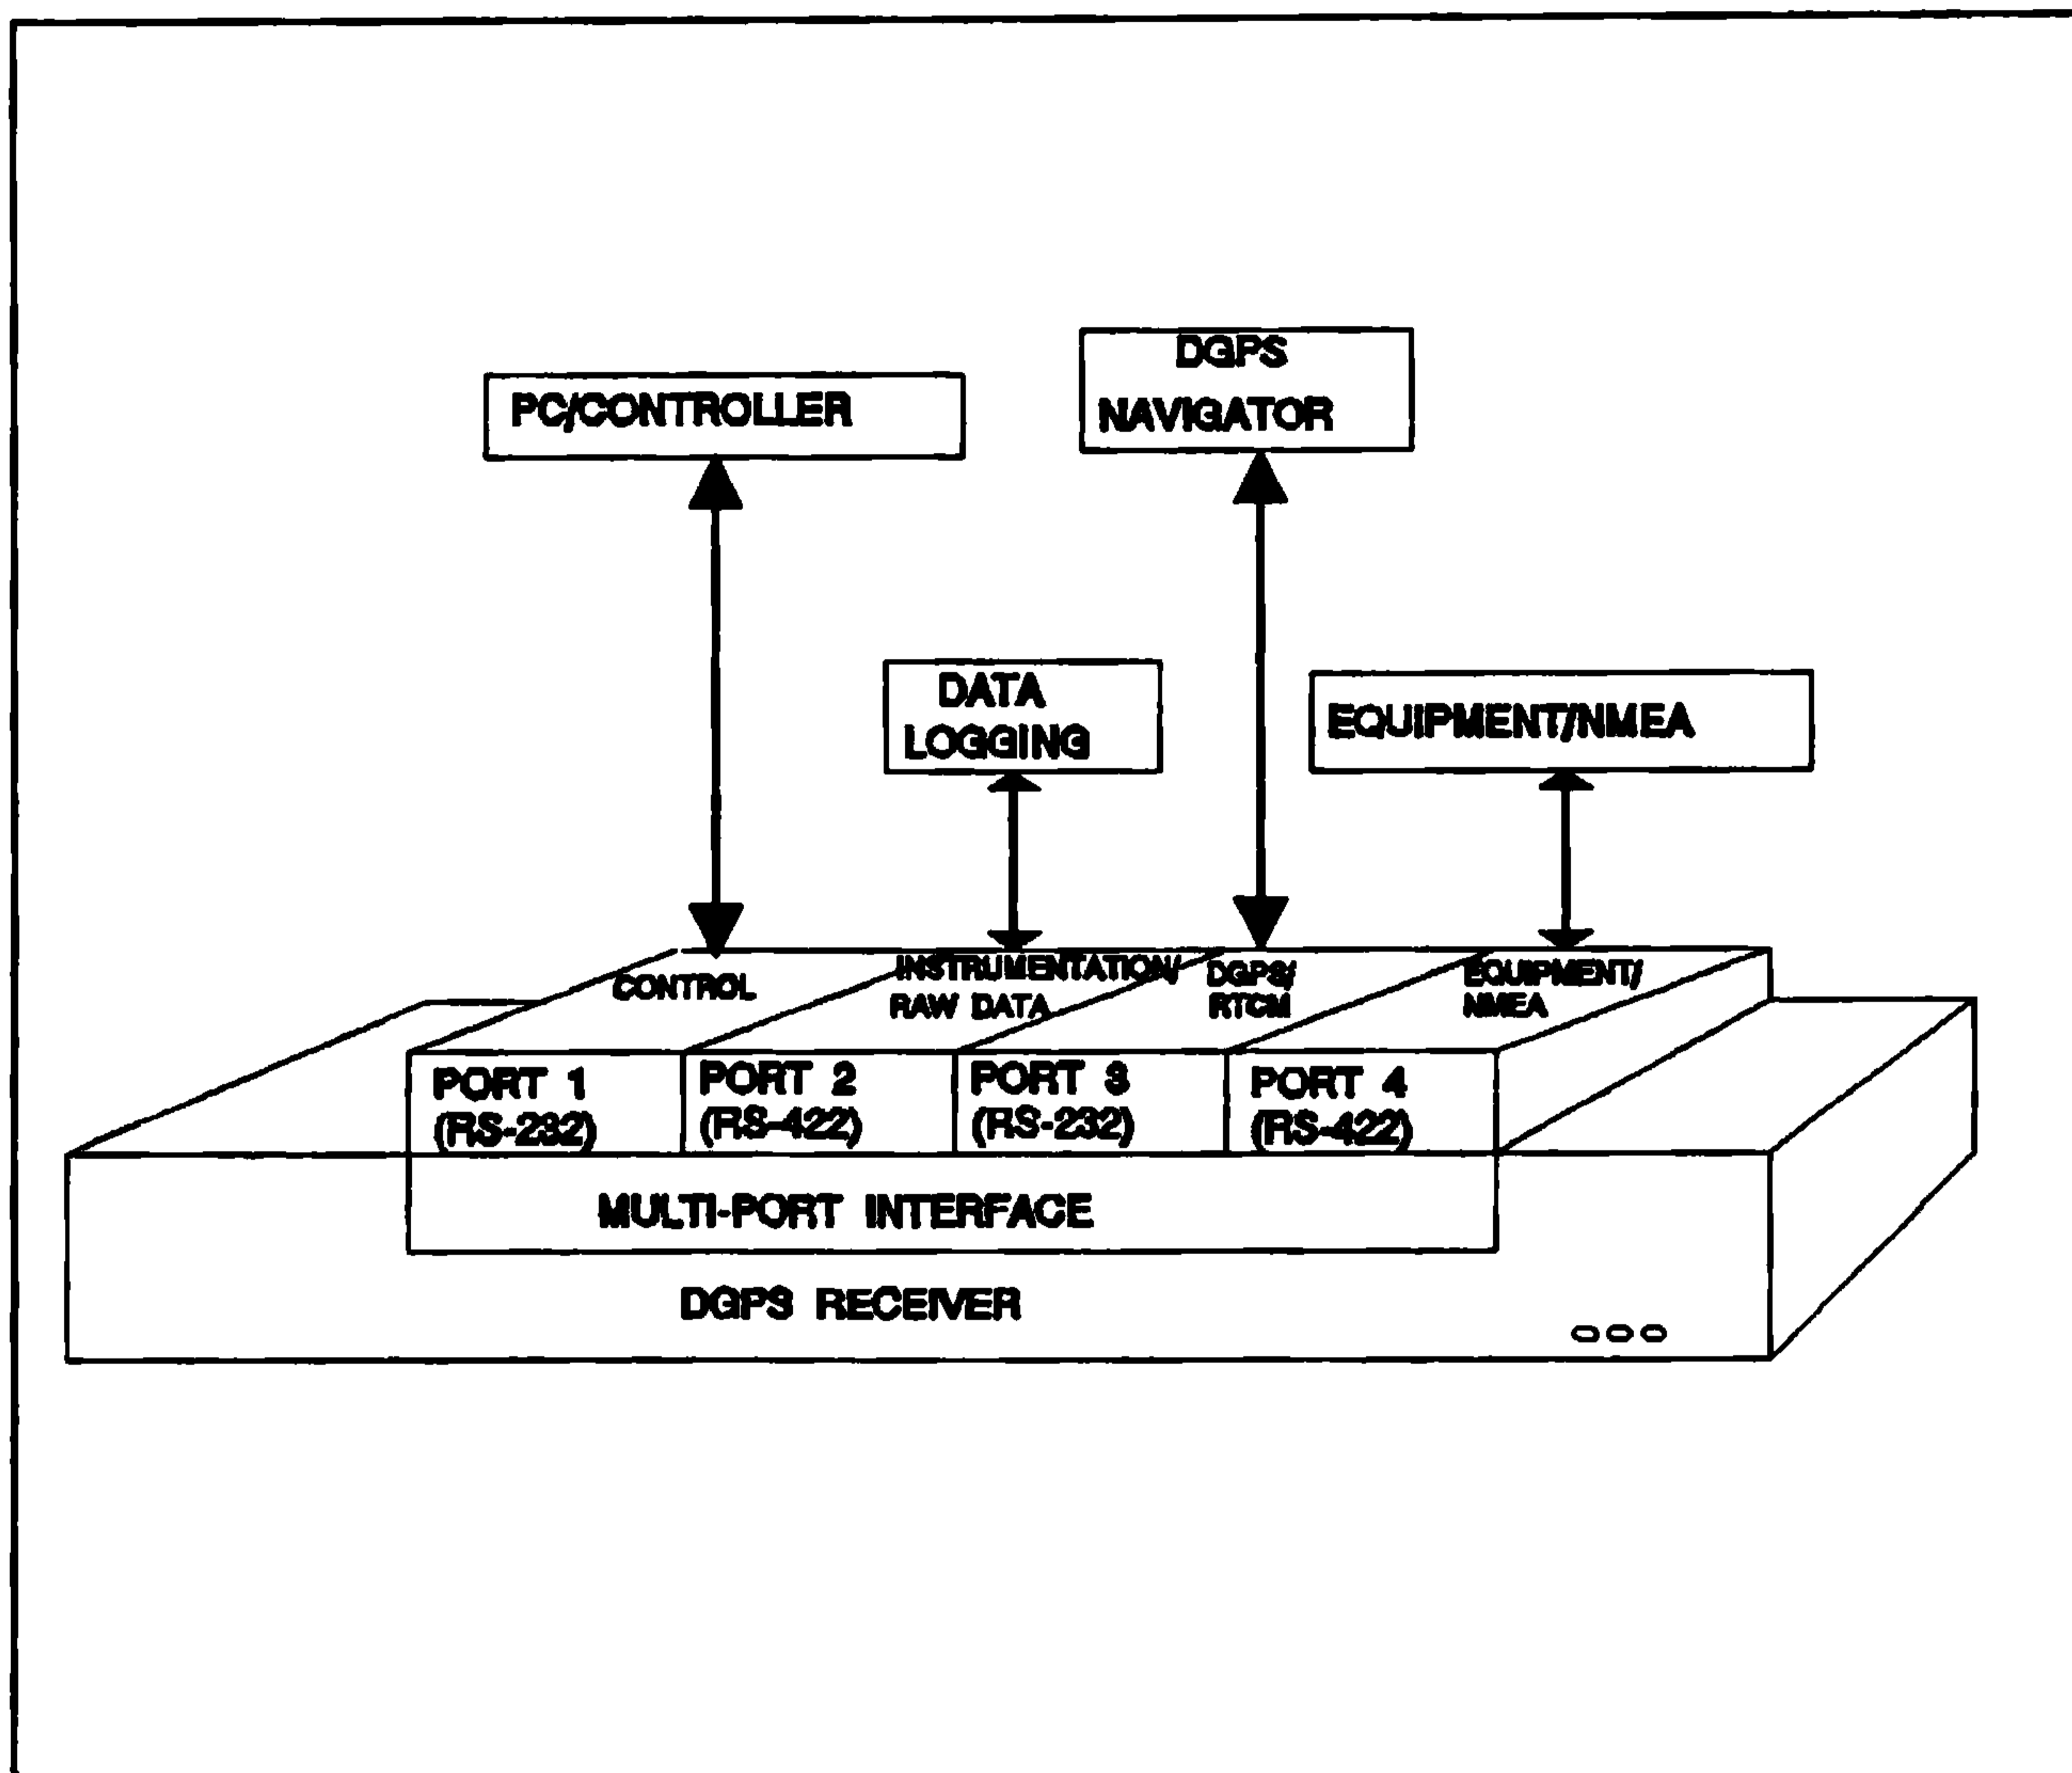 DGPS
NAVIGATOR
PC/CONTROLLER
DATA
LOGGING
EQUIPMENT/NMEA
CONTROL
INSTRUMENTATION/
RAW DATA
DGPS/
RTCM
EQUIPMENT/
NMEA
PORT 1
(RS-232)
PORT 2
(RS-422)
PORT 3
(RS-232)
PORT 4
(RS-422)
MULTI-PORT INTERFACE
DGPS RECEIVER